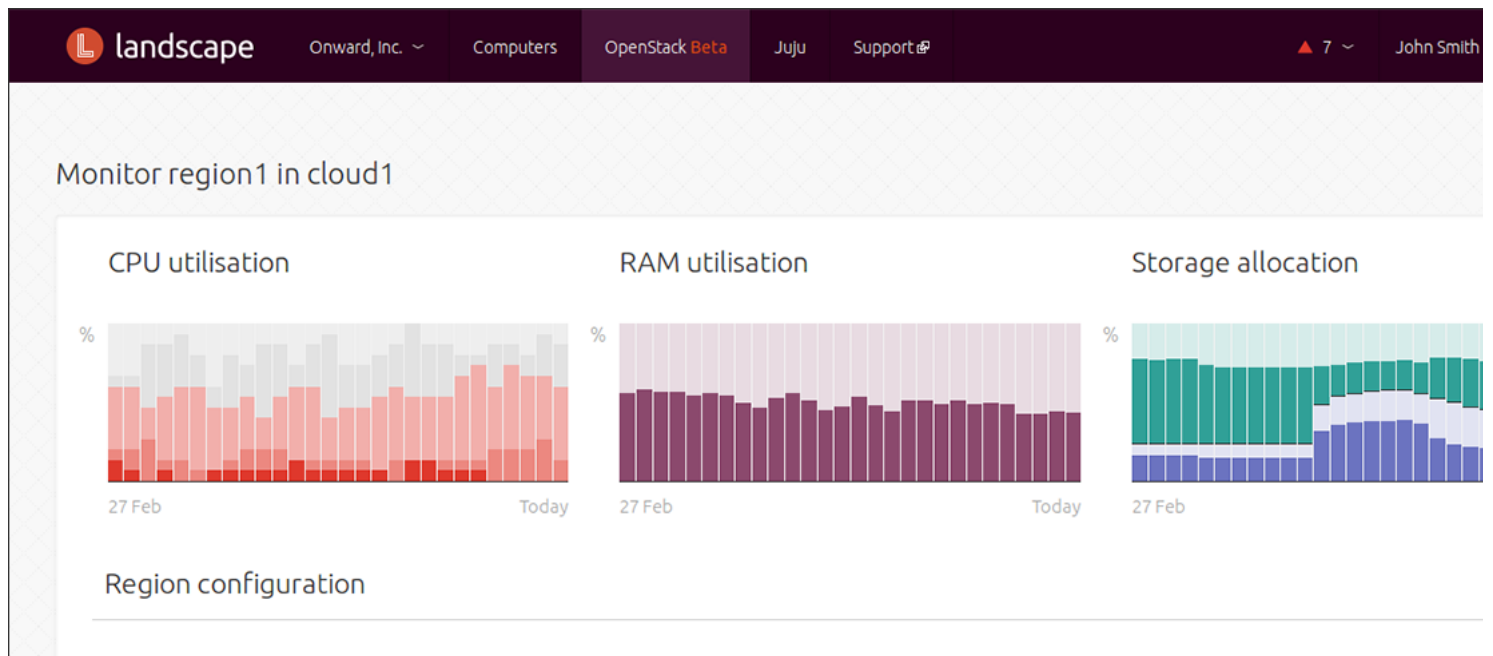 landscape Onward, Inc. Computers OpenStack Beta Juju Support 7 John Smith
Monitor region1 in cloud1
CPU utilisation RAM utilisation Storage allocation
% % %
27 Feb Today 27 Feb Today 27 Feb
Region configuration